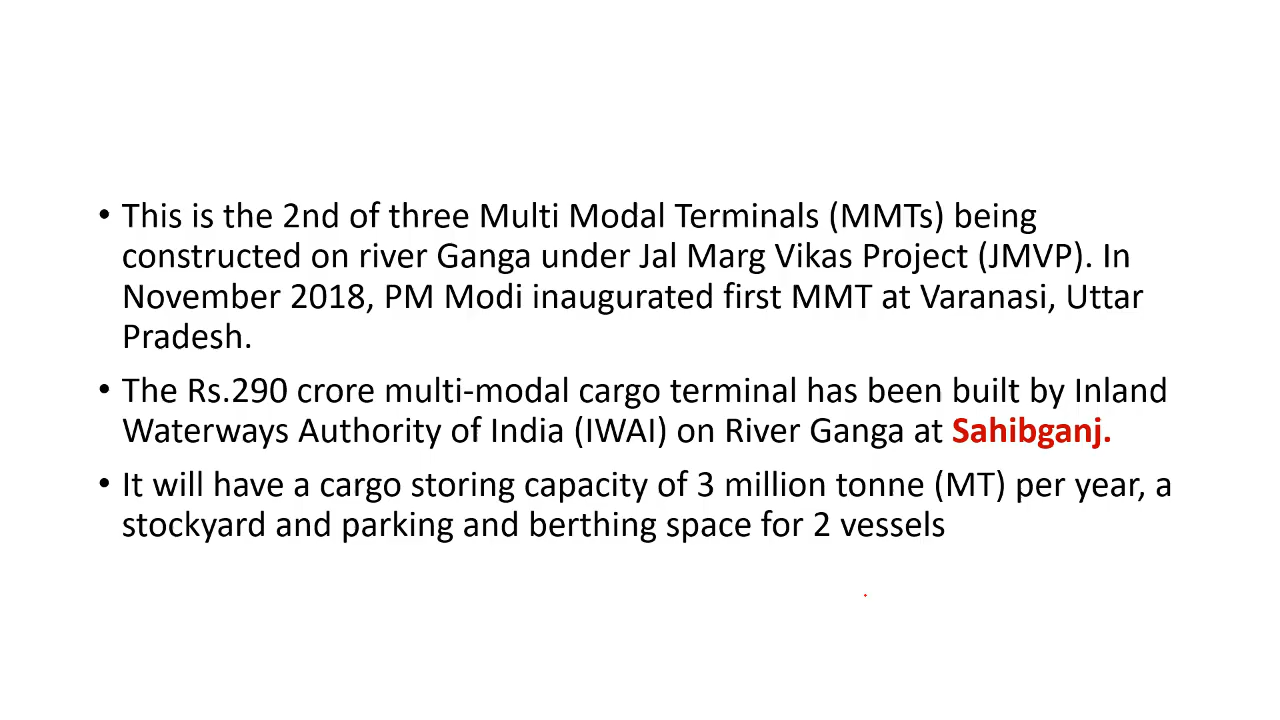 • This is the 2nd of three Multi Modal Terminals (MMTs) being
constructed on river Ganga under Jal Marg Vikas Project (JMVP). In
November 2018, PM Modi inaugurated first MMT at Varanasi, Uttar
Pradesh.
• The Rs.290 crore multi-modal cargo terminal has been built by Inland
Waterways Authority of India (IWAI) on River Ganga at Sahibganj.
• It will have a cargo storing capacity of 3 million tonne (MT) per year, a
stockyard and parking and berthing space for 2 vessels